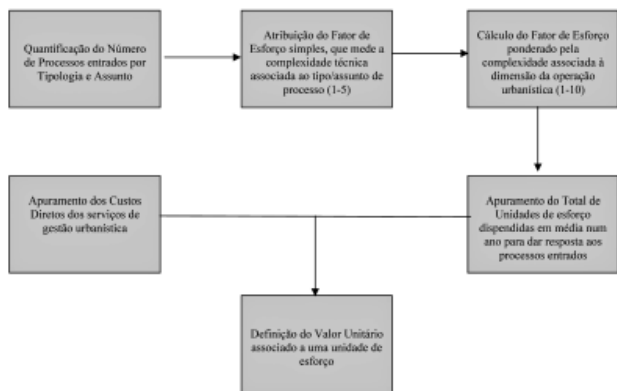 Quantificação do Número
de Processos entrados por
Tipologia e Assunto
Atribuição do Fator de
Esforço simples, que mede a
complexidade técnica
associada ao tipo/assunto de
processo (1-5)
Cálculo do Fator de Esforço
ponderado pela
complexidade associada à
dimensão da operação
urbanística (1-10)
Apuramento dos Custos
Diretos dos serviços de
gestão urbanística
Apuramento do Total de
Unidades de esforço
dispendidas em média num
ano para dar resposta aos
processos entrados
Definição do Valor Unitário
associado a uma unidade de
esforço